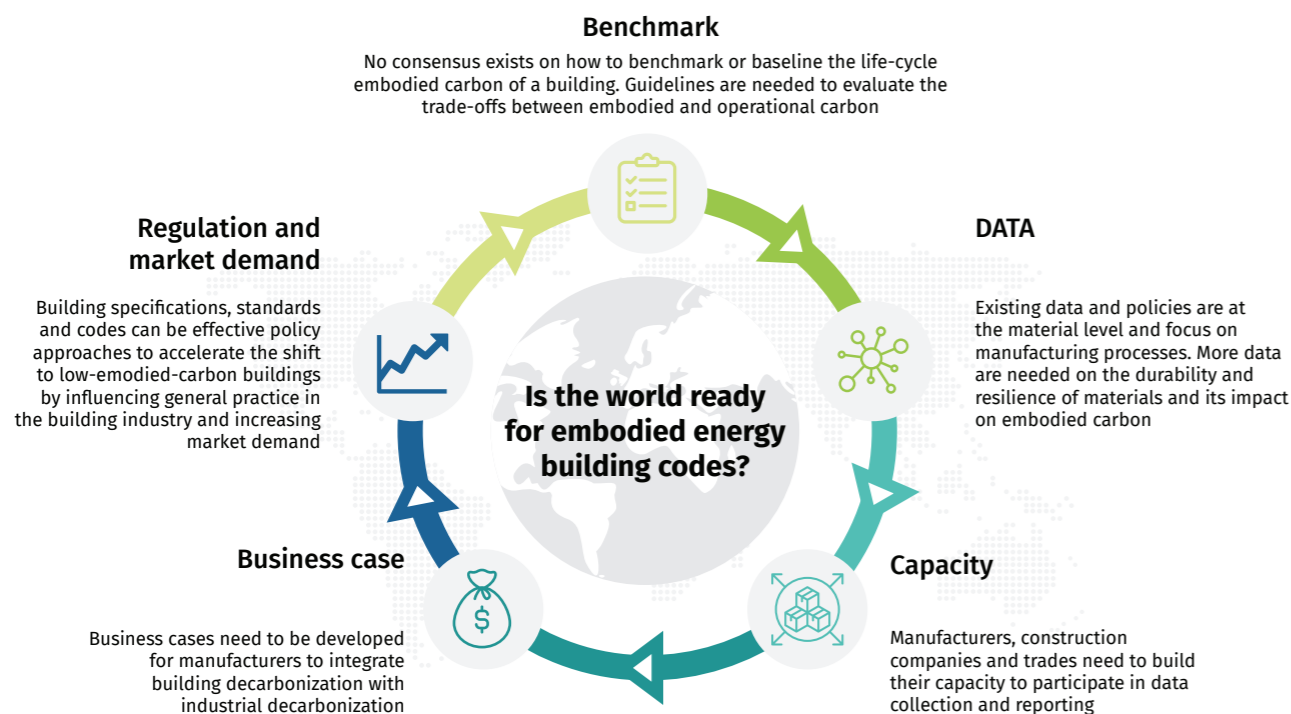 Benchmark
No consensus exists on how to benchmark or baseline the life-cycle
embodied carbon of a building. Guidelines are needed to evaluate the
trade-offs between embodied and operational carbon
DATA
Existing data and policies are at
the material level and focus on
manufacturing processes. More data
are needed on the durability and
resilience of materials and its impact
on embodied carbon
Capacity
Manufacturers, construction
companies and trades need to build
their capacity to participate in data
collection and reporting
Business case
Business cases need to be developed
for manufacturers to integrate
building decarbonization with
industrial decarbonization
Regulation and
market demand
Building specifications, standards
and codes can be effective policy
approaches to accelerate the shift
to low-emodied-carbon buildings
by influencing general practice in
the building industry and increasing
market demand
Is the world ready
for embodied energy
building codes?
$